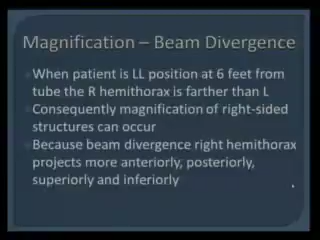 Magnification – Beam Divergence
When patient is LL position at 6 feet from
tube the R hemithorax is farther than L
Consequently magnification of right-sided
structures can occur
Because beam divergence right hemithorax
projects more anteriorly, posteriorly,
superiorly and inferiorly